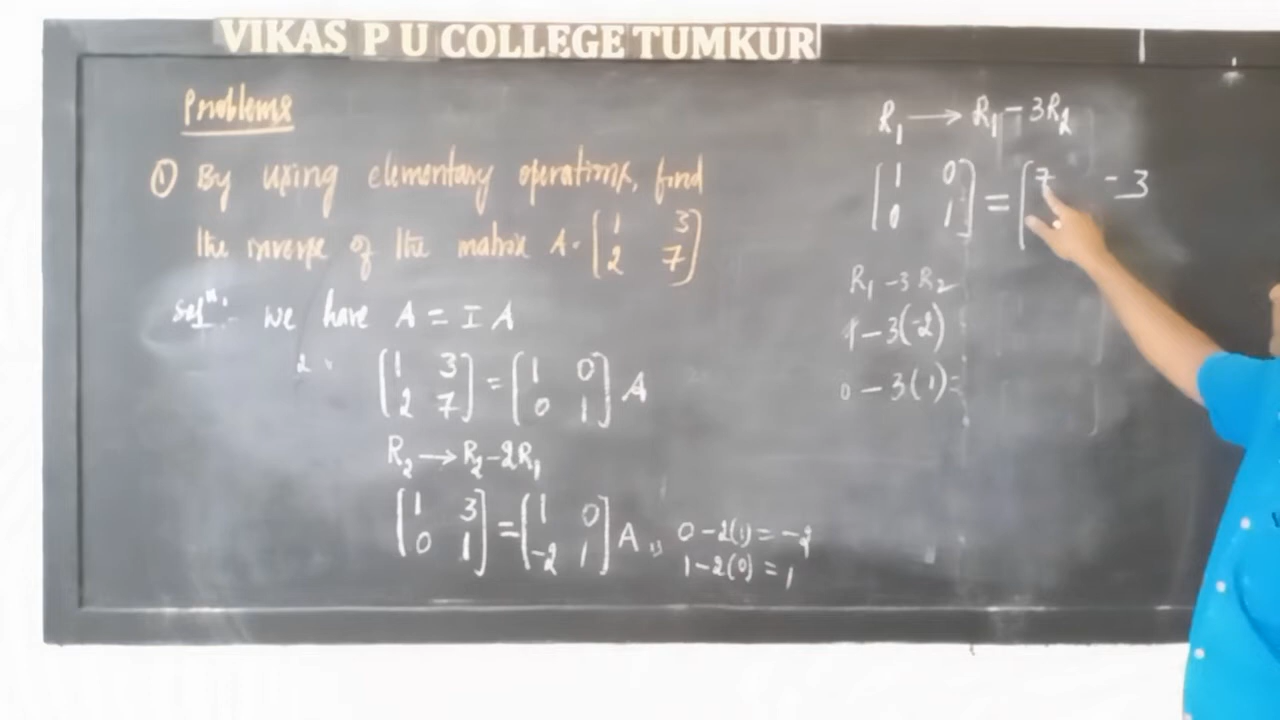 VIKAS P U COLLEGE TUMKUR
Problems
① By using elementary operations, find
the inverse of the matrix A = [1 3
2 7]
Solⁿ:- we have A = I A
[1 3
2 7] = [1 0
0 1] A
R₂ → R₂ - 2R₁
[1 3
0 1] = [1 0
-2 1] A
0 - 2(1) = -2
1 - 2(0) = 1
R₁ → R₁ - 3R₂
[1 0
0 1] = [7 -3
R₁ - 3R₂
1 - 3(-2)
0 - 3(1) =